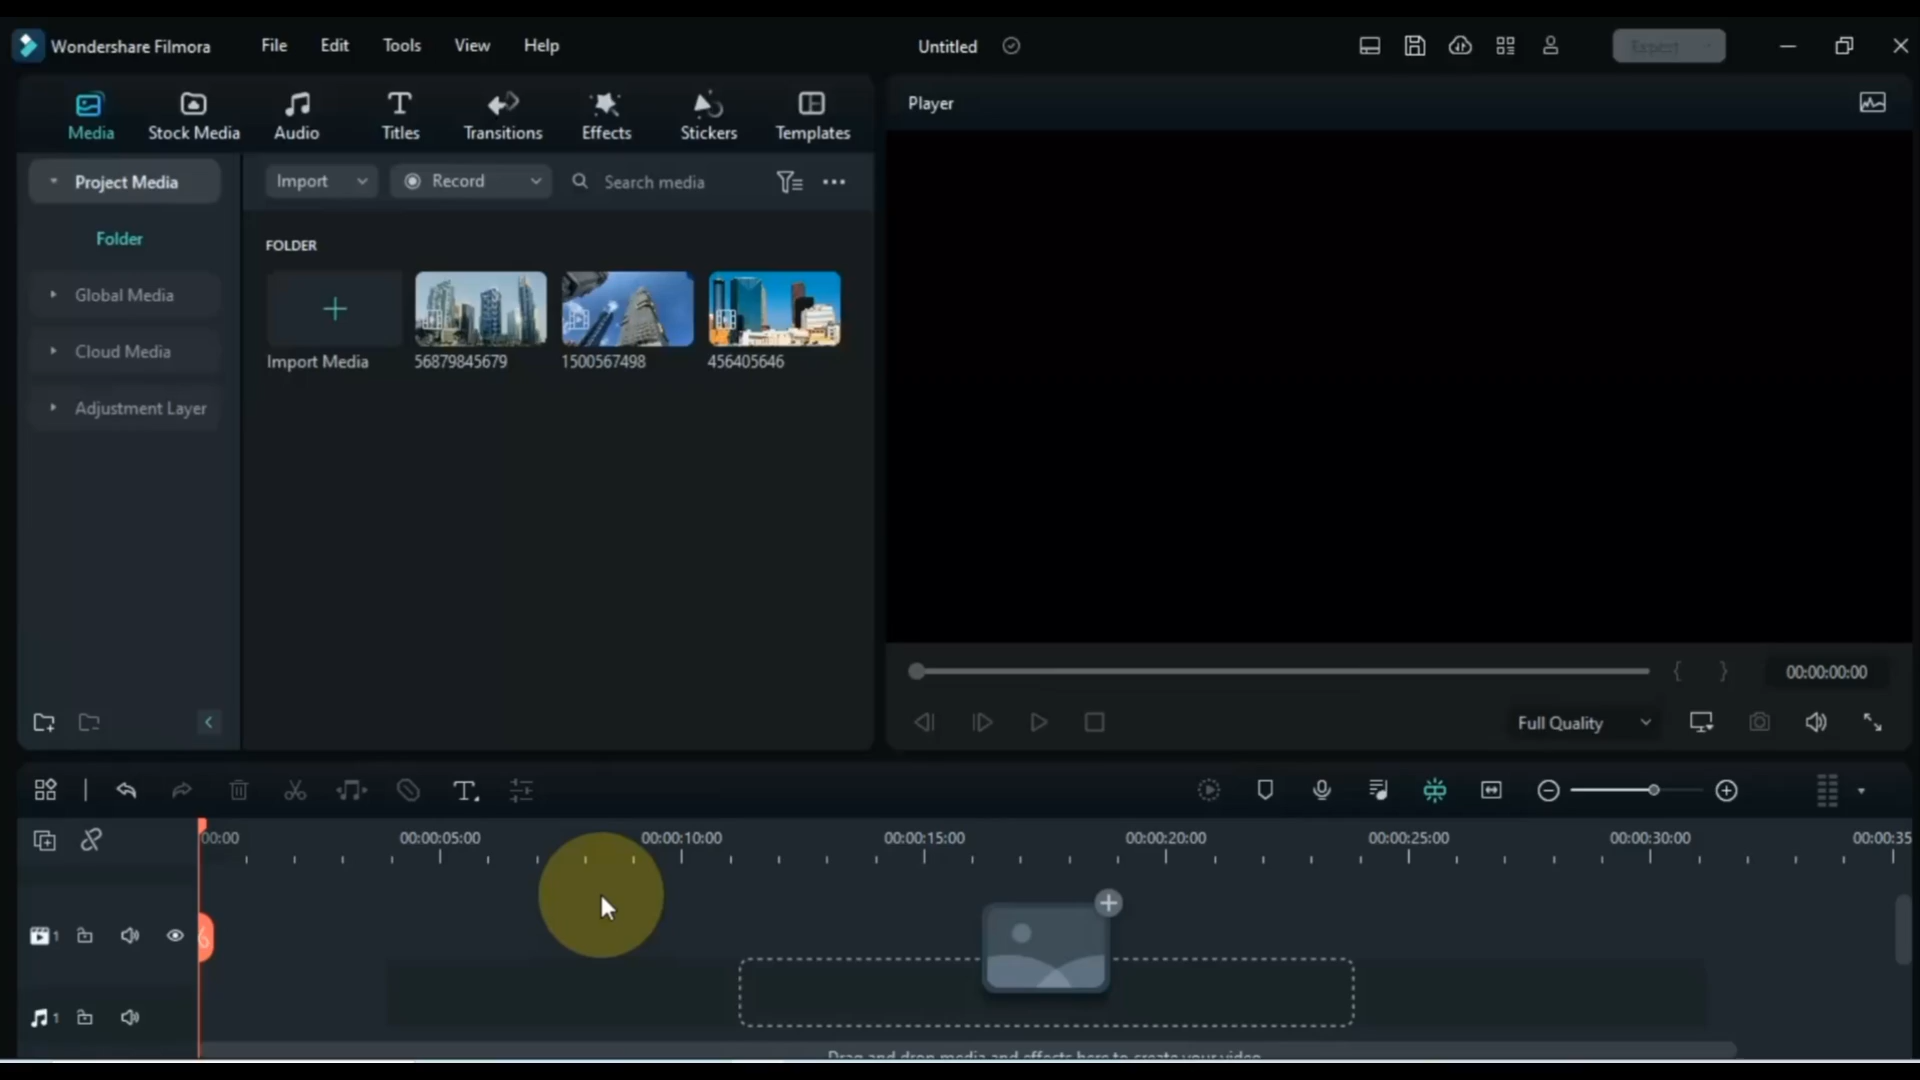 Wondershare Filmora
File Edit Tools View Help
Untitled
Export
Media Stock Media Audio Titles Transitions Effects Stickers Templates
Player
Project Media
Import Record Search media
Folder
FOLDER
Global Media
Cloud Media
Adjustment Layer
Import Media 56879845679 1500567498 456405646
{ } 00:00:00:00
Full Quality
00:00 00:00:05:00 00:00:10:00 00:00:15:00 00:00:20:00 00:00:25:00 00:00:30:00 00:00:35
1
1
Drag and drop media and effects here to create your video.